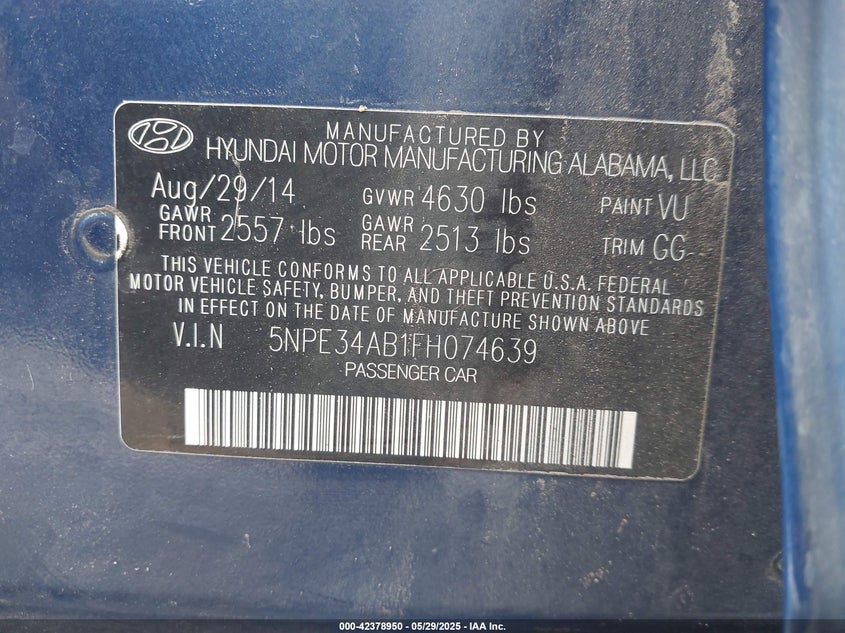 MANUFACTURED BY
HYUNDAI MOTOR MANUFACTURING ALABAMA, LLC
Aug/29/14 GVWR 4630 lbs PAINT VU
GAWR FRONT 2557 lbs GAWR REAR 2513 lbs TRIM GG
THIS VEHICLE CONFORMS TO ALL APPLICABLE U.S.A. FEDERAL
MOTOR VEHICLE SAFETY, BUMPER, AND THEFT PREVENTION STANDARDS
IN EFFECT ON THE DATE OF MANUFACTURE SHOWN ABOVE
V.I.N 5NPE34AB1FH074639
PASSENGER CAR
000-42378950 - 05/29/2025 - IAA Inc.